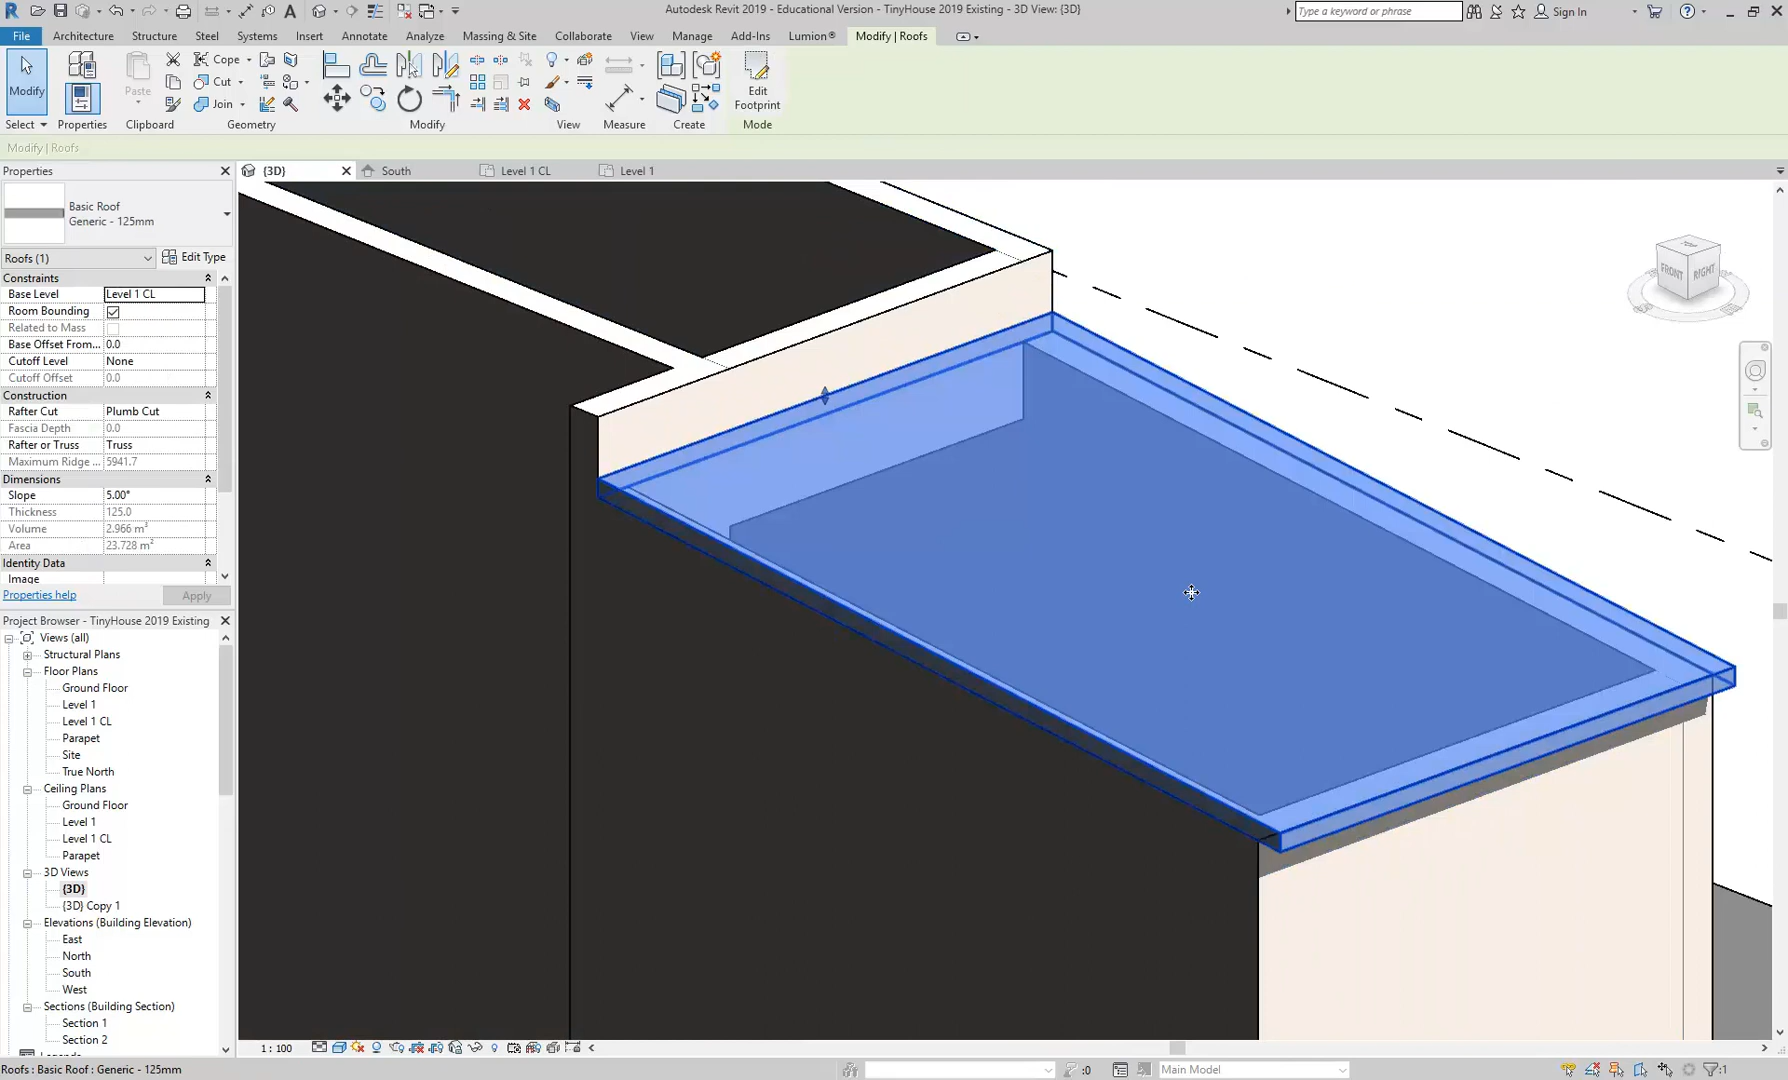 Autodesk Revit 2019 - Educational Version - TinyHouse 2019 Existing - 3D View: {3D}
Type a keyword or phrase
Sign In
File
Architecture
Structure
Steel
Systems
Insert
Annotate
Analyze
Massing & Site
Collaborate
View
Manage
Add-Ins
Lumion®
Modify | Roofs
Modify
Paste
Cope
Cut
Join
Edit
Footprint
Select
Properties
Clipboard
Geometry
Modify
View
Measure
Create
Mode
Modify | Roofs
Properties
{3D}
South
Level 1 CL
Level 1
Basic Roof
Generic - 125mm
Roofs (1)
Edit Type
Constraints
Base Level Level 1 CL
Room Bounding
Related to Mass
Base Offset From... 0.0
Cutoff Level None
Cutoff Offset 0.0
Construction
Rafter Cut Plumb Cut
Fascia Depth 0.0
Rafter or Truss Truss
Maximum Ridge ... 5941.7
Dimensions
Slope 5.00°
Thickness 125.0
Volume 2.966 m³
Area 23.728 m²
Identity Data
Image
Properties help
Apply
Project Browser - TinyHouse 2019 Existing
Views (all)
Structural Plans
Floor Plans
Ground Floor
Level 1
Level 1 CL
Parapet
Site
True North
Ceiling Plans
Ground Floor
Level 1
Level 1 CL
Parapet
3D Views
{3D}
{3D} Copy 1
Elevations (Building Elevation)
East
North
South
West
Sections (Building Section)
Section 1
Section 2
TOP
FRONT
RIGHT
1 : 100
Roofs : Basic Roof : Generic - 125mm
:0
Main Model
:1